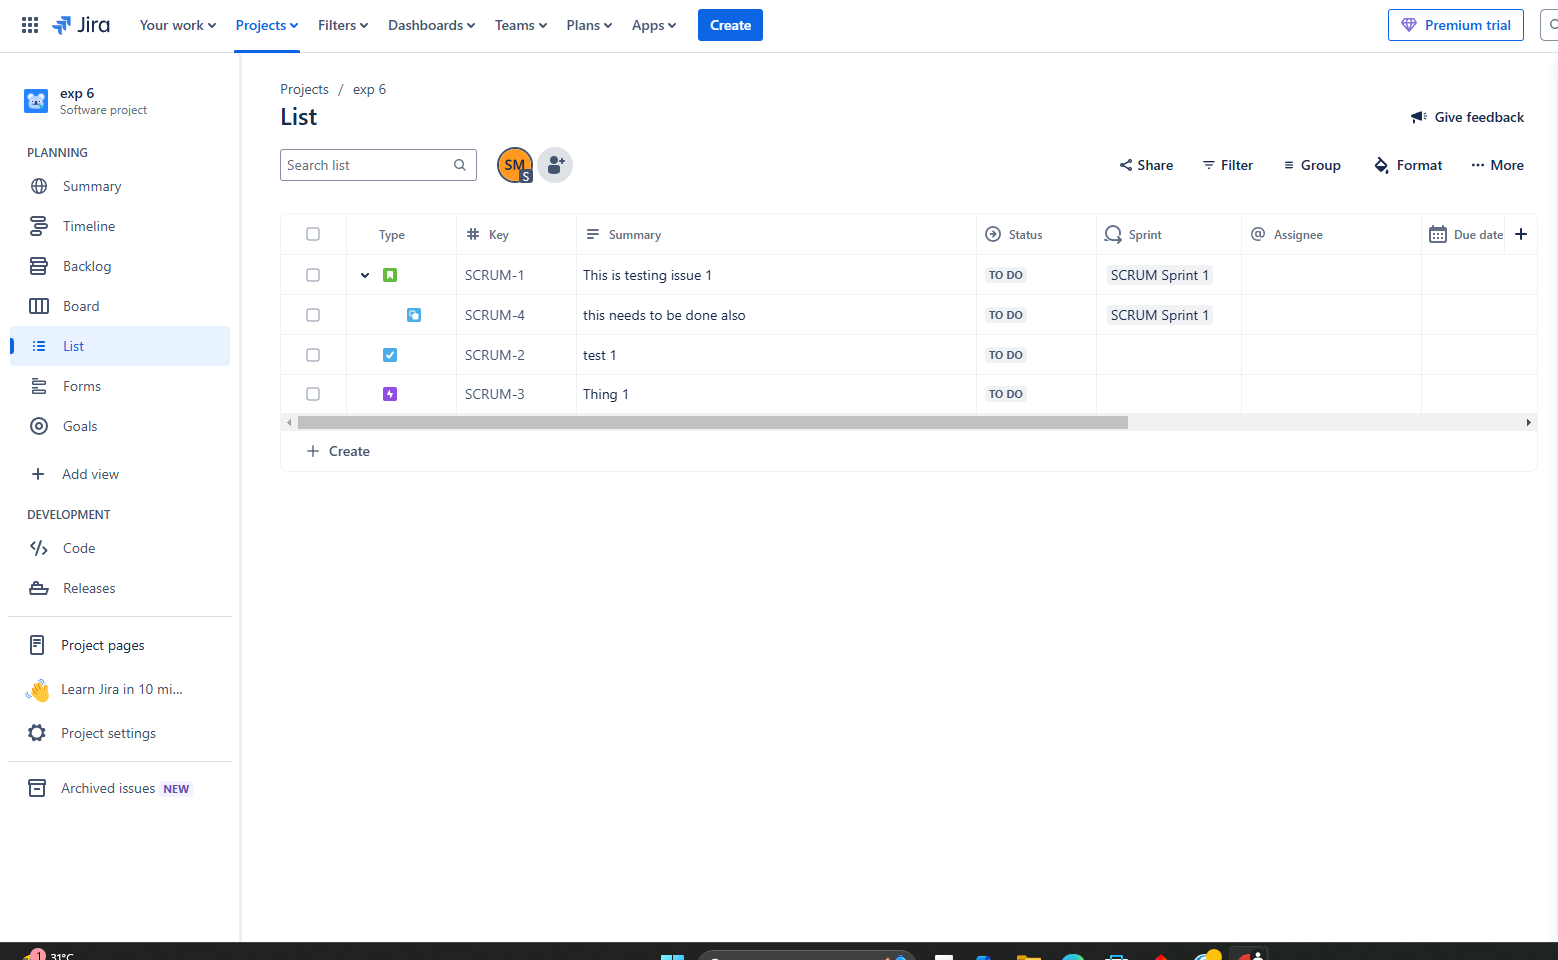 Jira Your work Projects Filters Dashboards Teams Plans Apps Create Premium trial
exp 6
Software project
PLANNING
Summary
Timeline
Backlog
Board
List
Forms
Goals
Add view
DEVELOPMENT
Code
Releases
Project pages
Learn Jira in 10 mi...
Project settings
Archived issues NEW
Projects / exp 6
List
Give feedback
Search list SM S Share Filter Group Format More
Type Key Summary Status Sprint Assignee Due date
SCRUM-1 This is testing issue 1 TO DO SCRUM Sprint 1
SCRUM-4 this needs to be done also TO DO SCRUM Sprint 1
SCRUM-2 test 1 TO DO
SCRUM-3 Thing 1 TO DO
Create
1 31°C